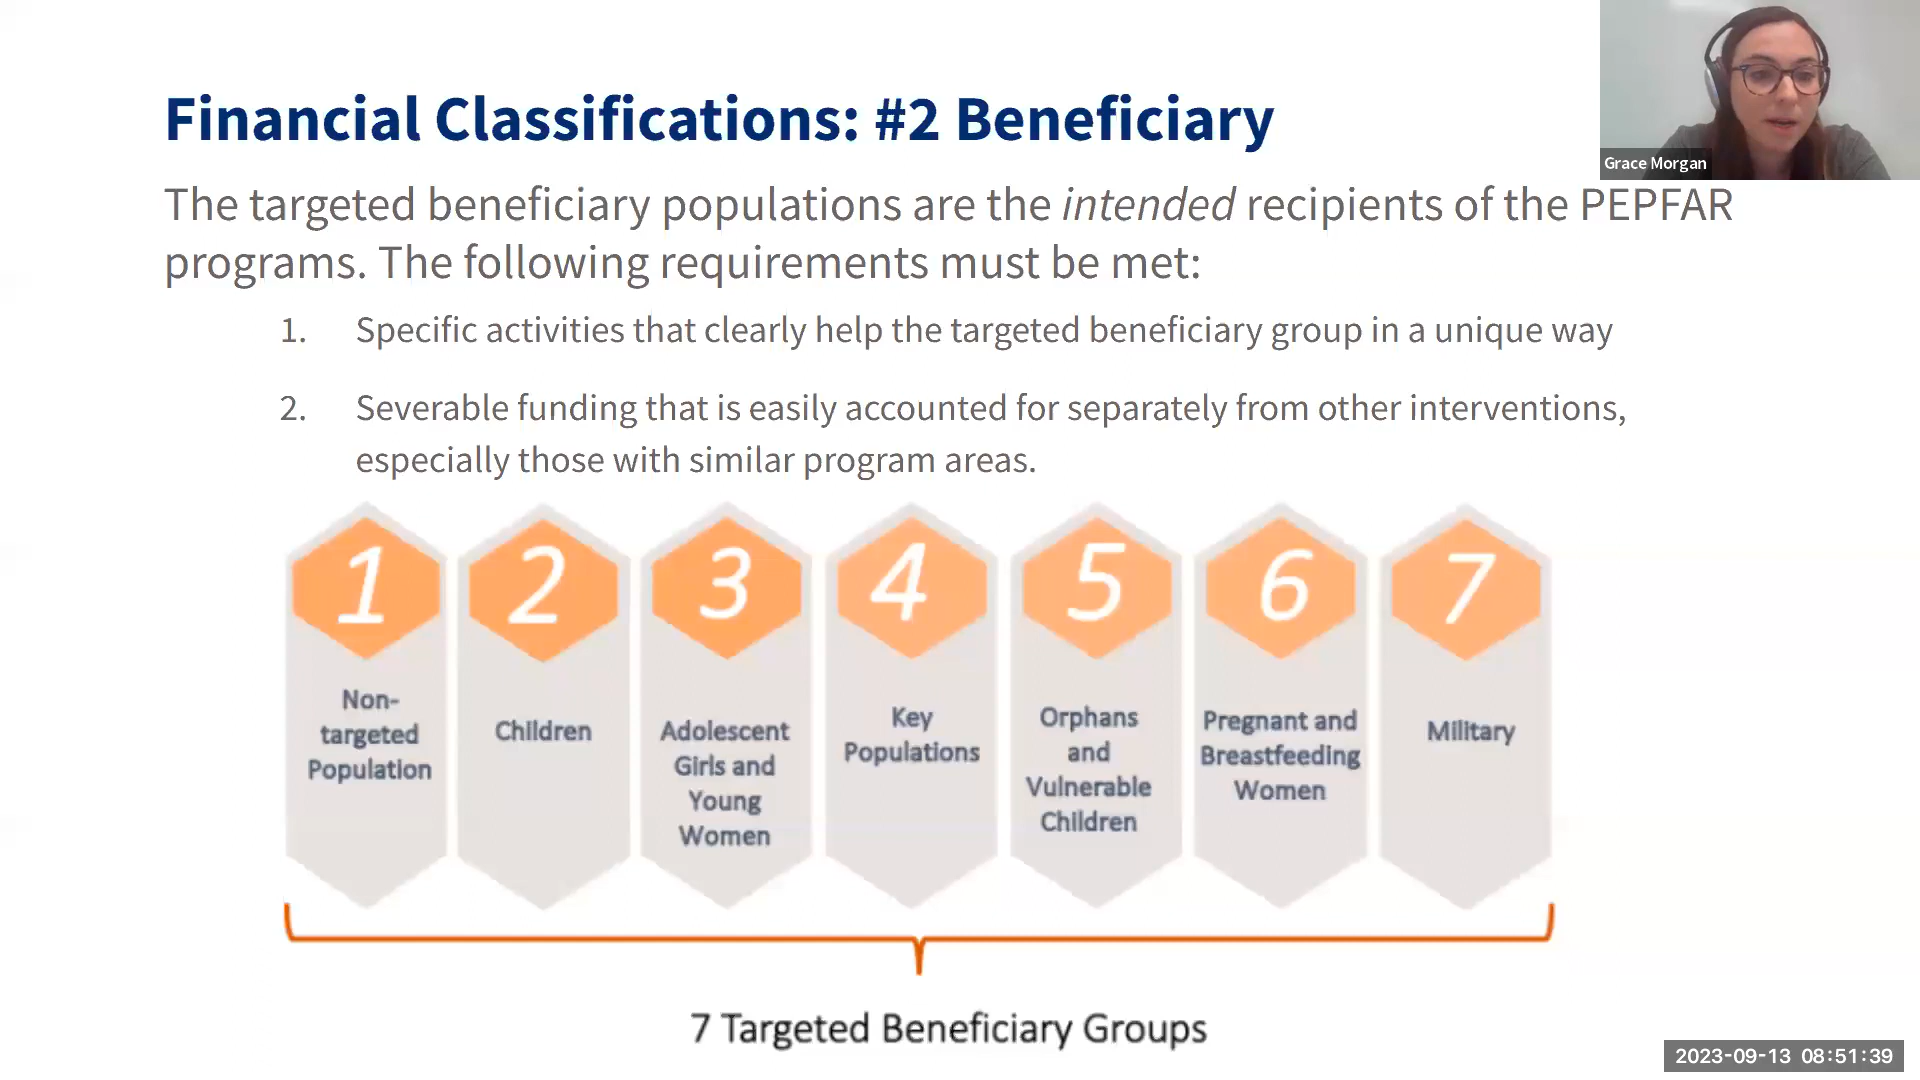 Financial Classifications: #2 Beneficiary
Grace Morgan
The targeted beneficiary populations are the intended recipients of the PEPFAR
programs. The following requirements must be met:
1. Specific activities that clearly help the targeted beneficiary group in a unique way
2. Severable funding that is easily accounted for separately from other interventions,
especially those with similar program areas.
1
Non-
targeted
Population
2
Children
3
Adolescent
Girls and
Young
Women
4
Key
Populations
5
Orphans
and
Vulnerable
Children
6
Pregnant and
Breastfeeding
Women
7
Military
7 Targeted Beneficiary Groups
2023-09-13 08:51:39